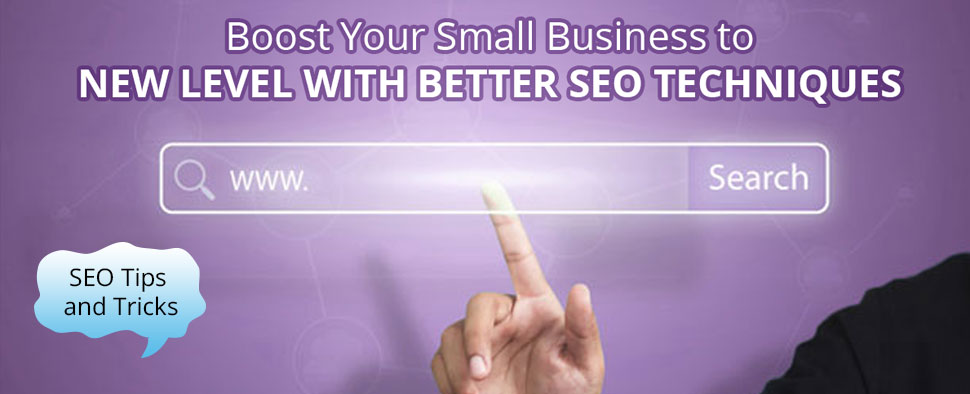 Boost Your Small Business to
NEW LEVEL WITH BETTER SEO TECHNIQUES
www.
Search
SEO Tips
and Tricks